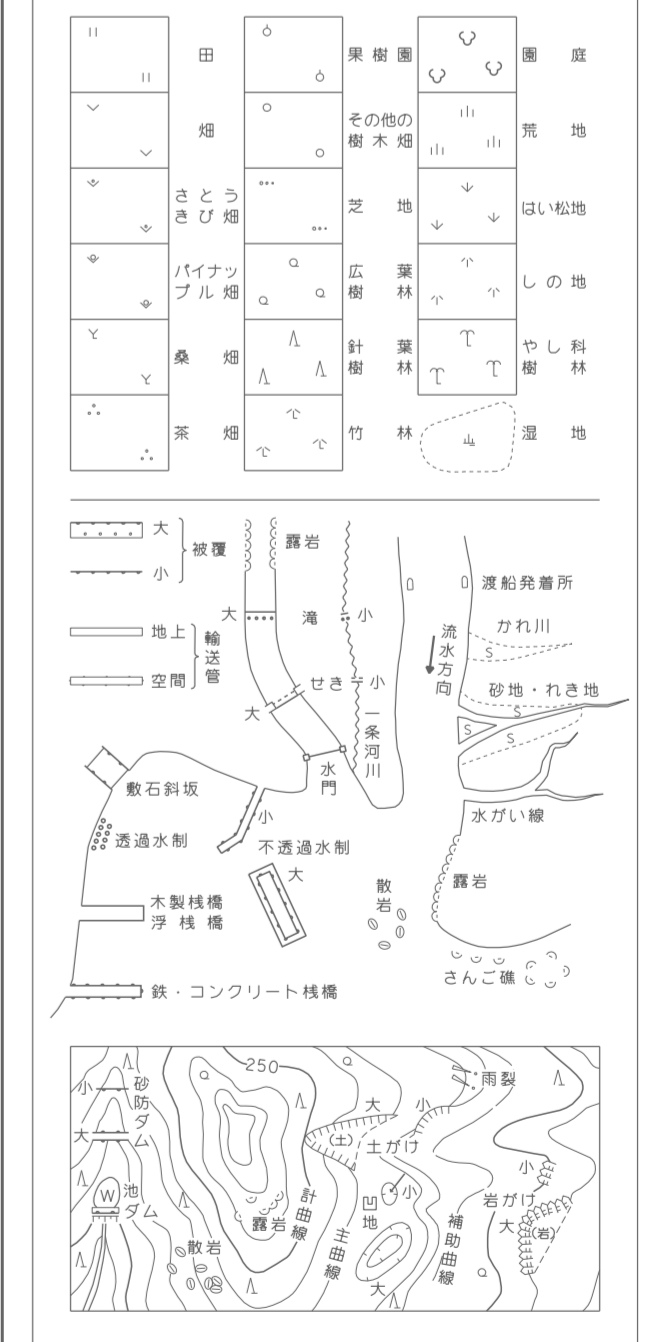 田
果樹園
園庭
畑
その他の
樹木畑
荒地
さとう
きび畑
芝地
はい松地
パイナッ
プル畑
広葉
樹林
しの地
桑畑
針葉
樹林
やし科
樹林
茶畑
竹林
湿地
大
小
被覆
地上
空間
輸送管
露岩
大
滝
小
せき
小
大
一条河川
水門
流水方向
渡船発着所
かれ川
S
砂地・れき地
S
S
S
水がい線
敷石斜坂
透過水制
小
不透過水制
大
木製桟橋
浮桟橋
散岩
露岩
さんご礁
鉄・コンクリート桟橋
小
砂防ダム
大
W
池
ダム
250
露岩
散岩
計曲線
主曲線
大
小
(土)
土がけ
雨裂
凹地
小
大
補助曲線
小
岩がけ
大
(岩)